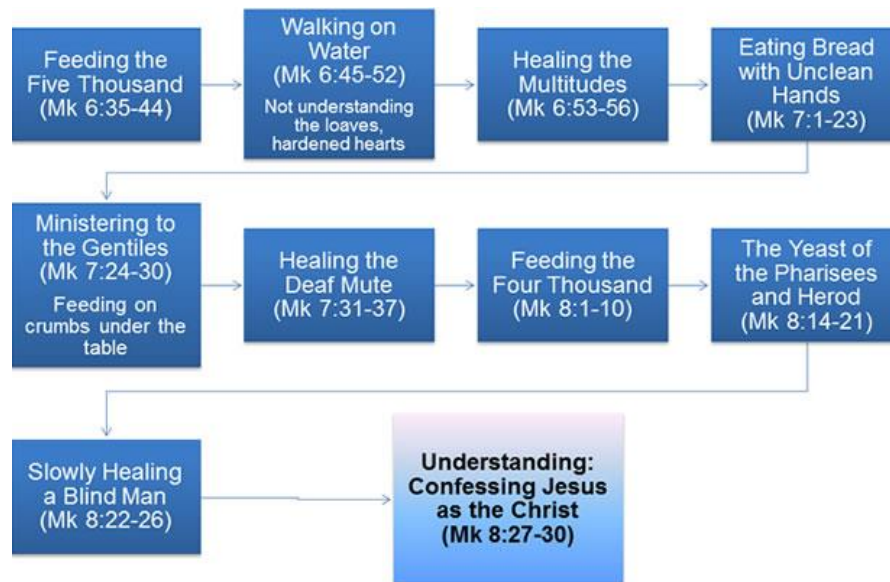 Feeding the
Five Thousand
(Mk 6:35-44)
Walking on
Water
(Mk 6:45-52)
Not understanding
the loaves,
hardened hearts
Healing the
Multitudes
(Mk 6:53-56)
Eating Bread
with Unclean
Hands
(Mk 7:1-23)
Ministering to
the Gentiles
(Mk 7:24-30)
Feeding on
crumbs under the
table
Healing the
Deaf Mute
(Mk 7:31-37)
Feeding the
Four Thousand
(Mk 8:1-10)
The Yeast of
the Pharisees
and Herod
(Mk 8:14-21)
Slowly Healing
a Blind Man
(Mk 8:22-26)
Understanding:
Confessing Jesus
as the Christ
(Mk 8:27-30)